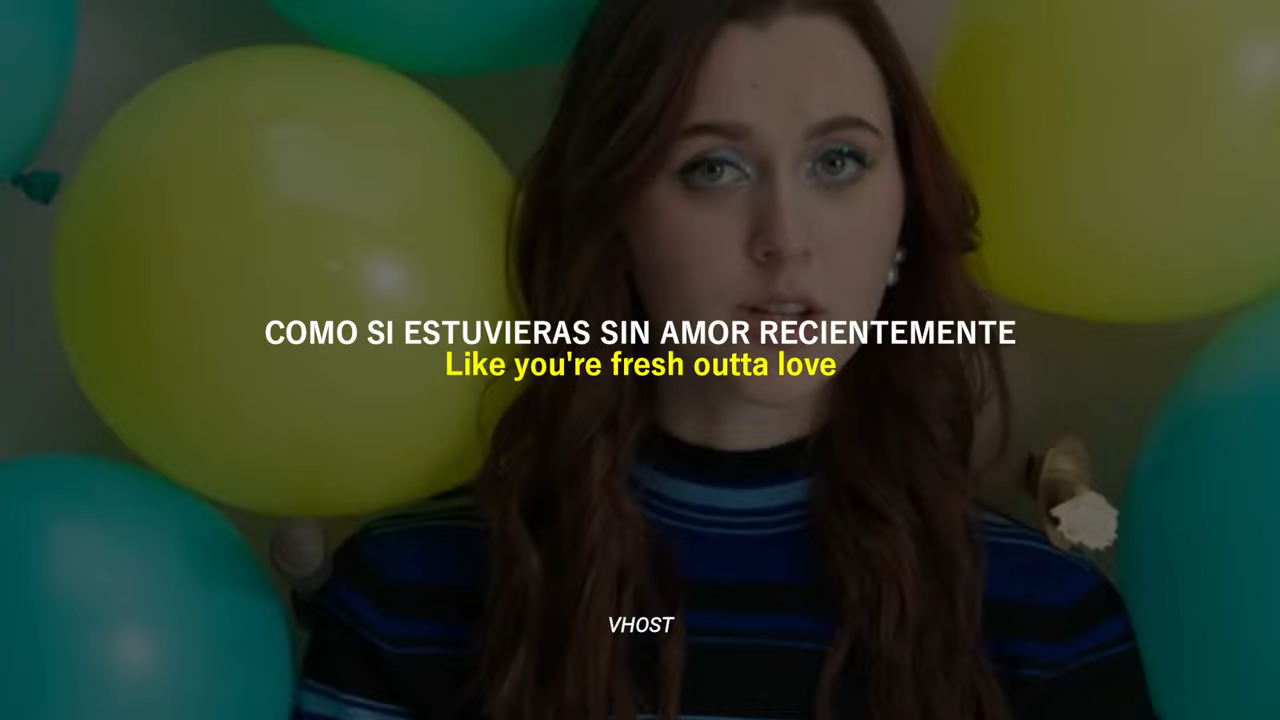 COMO SI ESTUVIERAS SIN AMOR RECIENTEMENTE
Like you're fresh outta love
VHOST